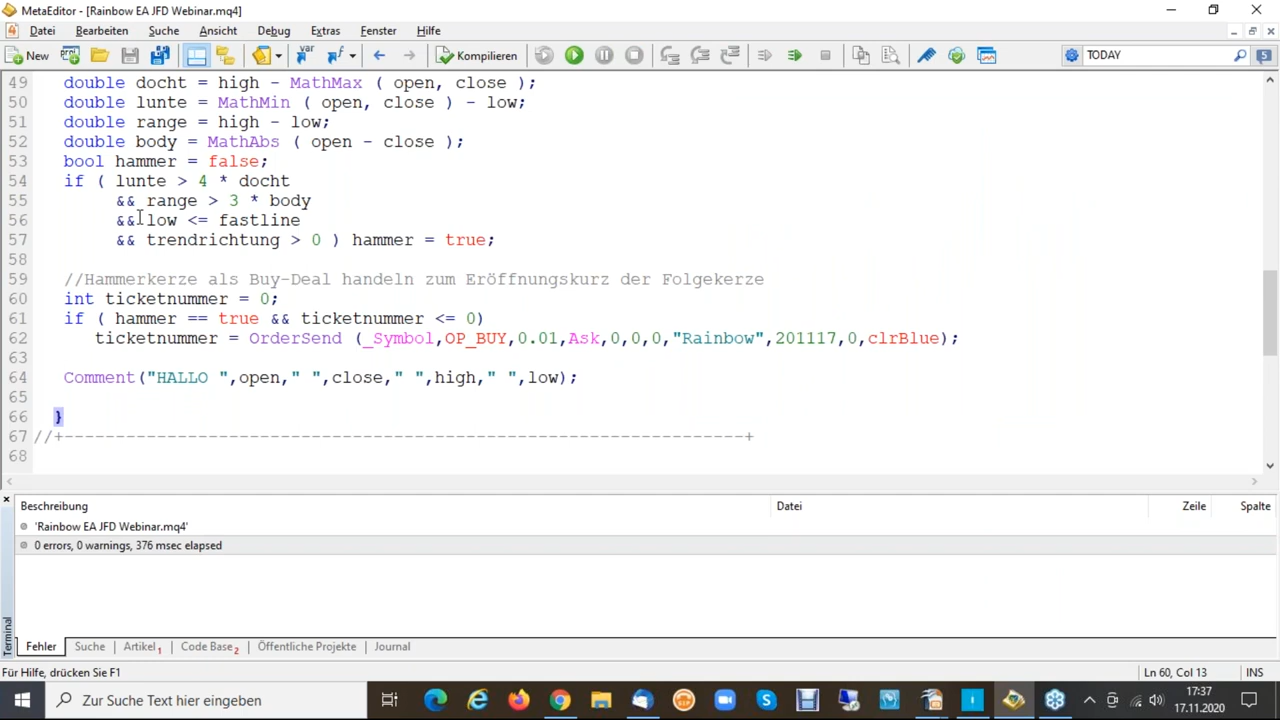 MetaEditor - [Rainbow EA JFD Webinar.mq4]
Datei Bearbeiten Suche Ansicht Debug Extras Fenster Hilfe
New Kompilieren TODAY 5
49 double docht = high - MathMax ( open, close );
50 double lunte = MathMin ( open, close ) - low;
51 double range = high - low;
52 double body = MathAbs ( open - close );
53 bool hammer = false;
54 if ( lunte > 4 * docht
55 && range > 3 * body
56 && low <= fastline
57 && trendrichtung > 0 ) hammer = true;
58
59 //Hammerkerze als Buy-Deal handeln zum Eröffnungskurz der Folgekerze
60 int ticketnummer = 0;
61 if ( hammer == true && ticketnummer <= 0)
62 ticketnummer = OrderSend (_Symbol,OP_BUY,0.01,Ask,0,0,0,"Rainbow",201117,0,clrBlue);
63
64 Comment("HALLO ",open," ",close," ",high," ",low);
65
66 }
67 //+------------------------------------------------------------------+
68
Beschreibung Datei Zeile Spalte
'Rainbow EA JFD Webinar.mq4'
0 errors, 0 warnings, 376 msec elapsed
Terminal
Fehler Suche Artikel1 Code Base2 Öffentliche Projekte Journal
Für Hilfe, drücken Sie F1 Ln 60, Col 13 INS
Zur Suche Text hier eingeben
17:37
17.11.2020